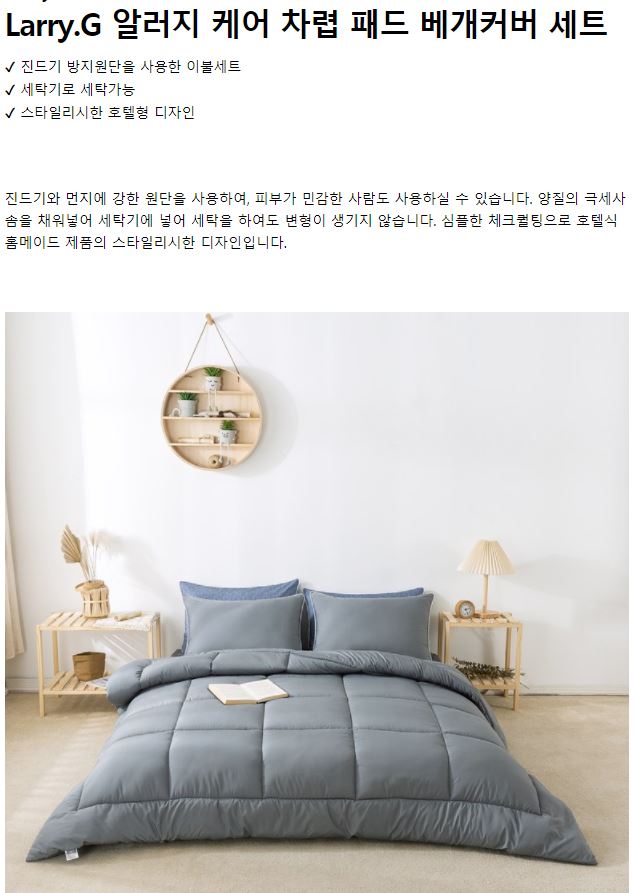 Larry.G 알러지 케어 차렵 패드 베개커버 세트
✓ 진드기 방지원단을 사용한 이불세트
✓ 세탁기로 세탁가능
✓ 스타일리시한 호텔형 디자인
진드기와 먼지에 강한 원단을 사용하여, 피부가 민감한 사람도 사용하실 수 있습니다. 양질의 극세사
솜을 채워넣어 세탁기에 넣어 세탁을 하여도 변형이 생기지 않습니다. 심플한 체크퀼팅으로 호텔식
홈메이드 제품의 스타일리시한 디자인입니다.